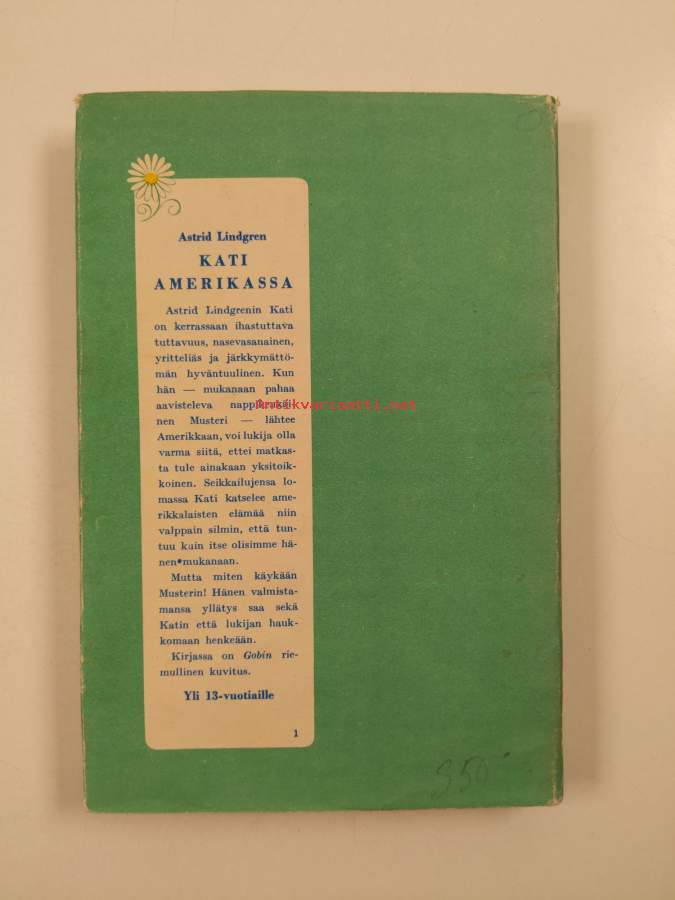 Astrid Lindgren
KATI
AMERIKASSA
Astrid Lindgrenin Kati
on kerrassaan ihastuttava
tuttavuus, nasevasanainen,
yritteliäs ja järkkymättö-
män hyväntuulinen. Kun
hän — mukanaan pahaa
aavisteleva
nen Musteri — lähtee
Amerikkaan, voi lukija olla
varma siitä, ettei matkas-
ta tule ainakaan yksitoik-
koinen. Seikkailujensa lo-
massa Kati katselee ame-
rikkalaisten elämää niin
valppain silmin, että tun-
tuu kuin itse olisimme hä-
nen mukanaan.
Mutta miten käykään
Musterin! Hänen valmista-
mansa yllätys saa sekä
Katin että lukijan hauk-
komaan henkeään.
Kirjassa on Gobin rie-
mullinen kuvitus.
Yli 13-vuotiaille
1
350
Antikvariaatti.net